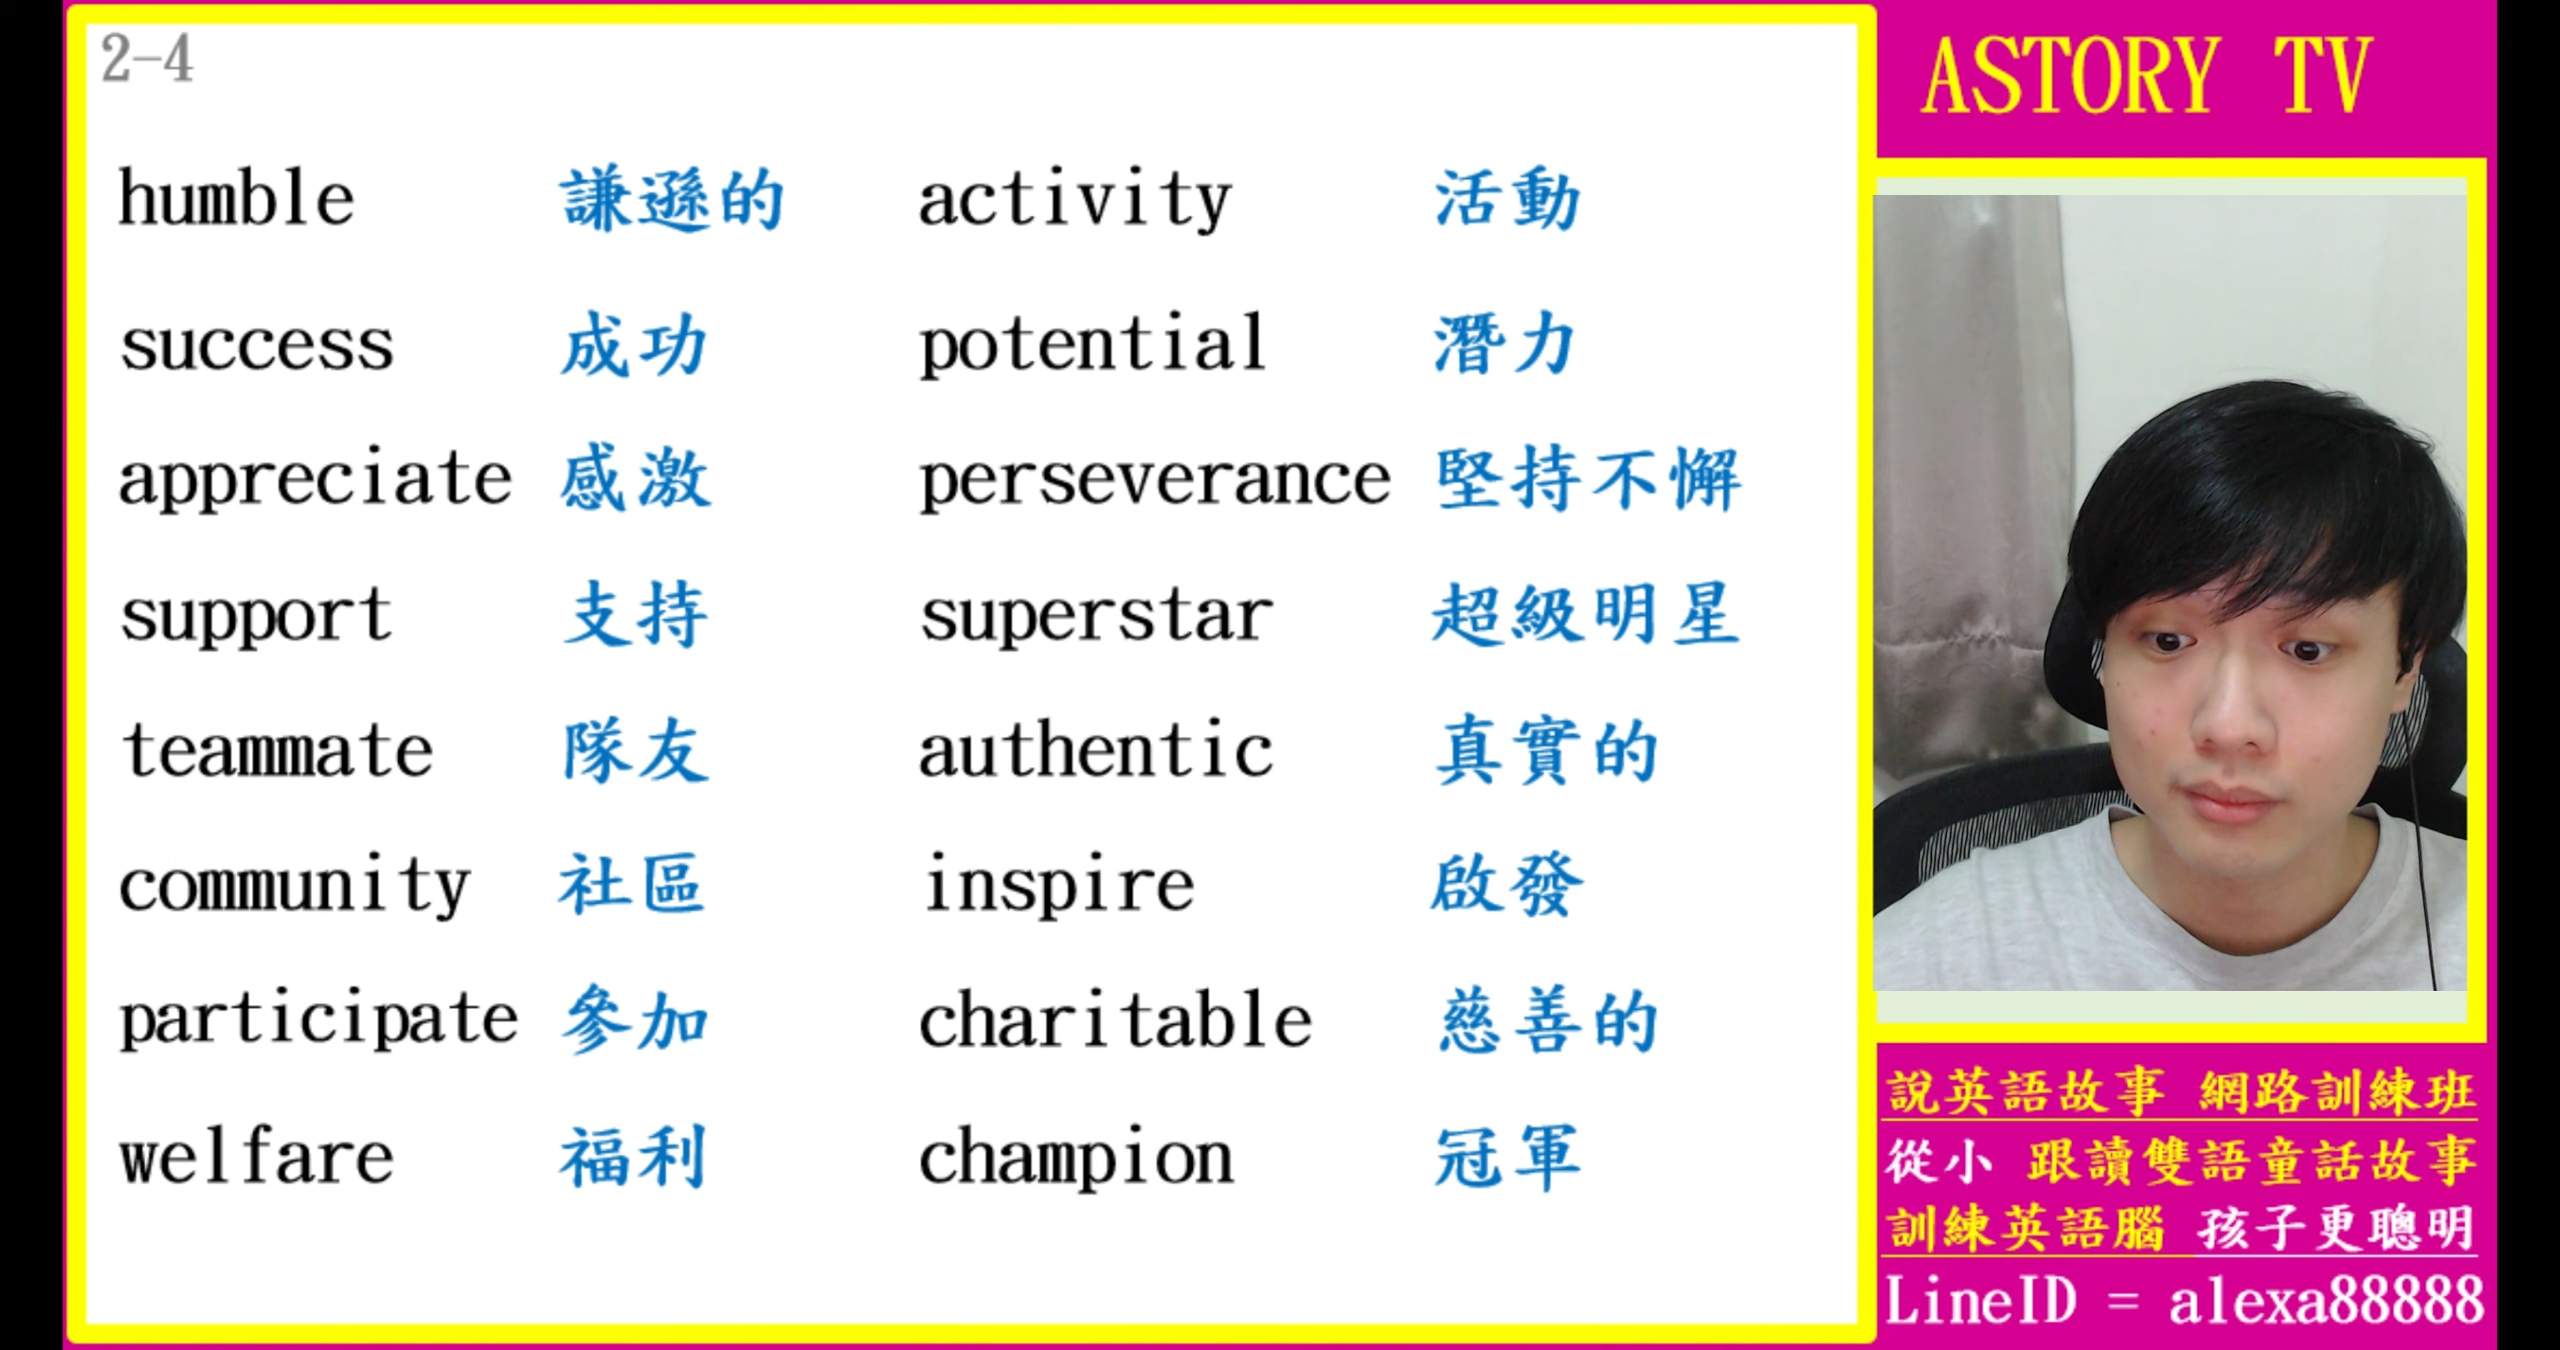 2-4
humble 謙遜的 activity 活動
success 成功 potential 潛力
appreciate 感激 perseverance 堅持不懈
support 支持 superstar 超級明星
teammate 隊友 authentic 真實的
community 社區 inspire 啟發
participate 參加 charitable 慈善的
welfare 福利 champion 冠軍
ASTORY TV
說英語故事 網路訓練班
從小 跟讀雙語童話故事
訓練英語腦 孩子更聰明
LineID = alexa88888